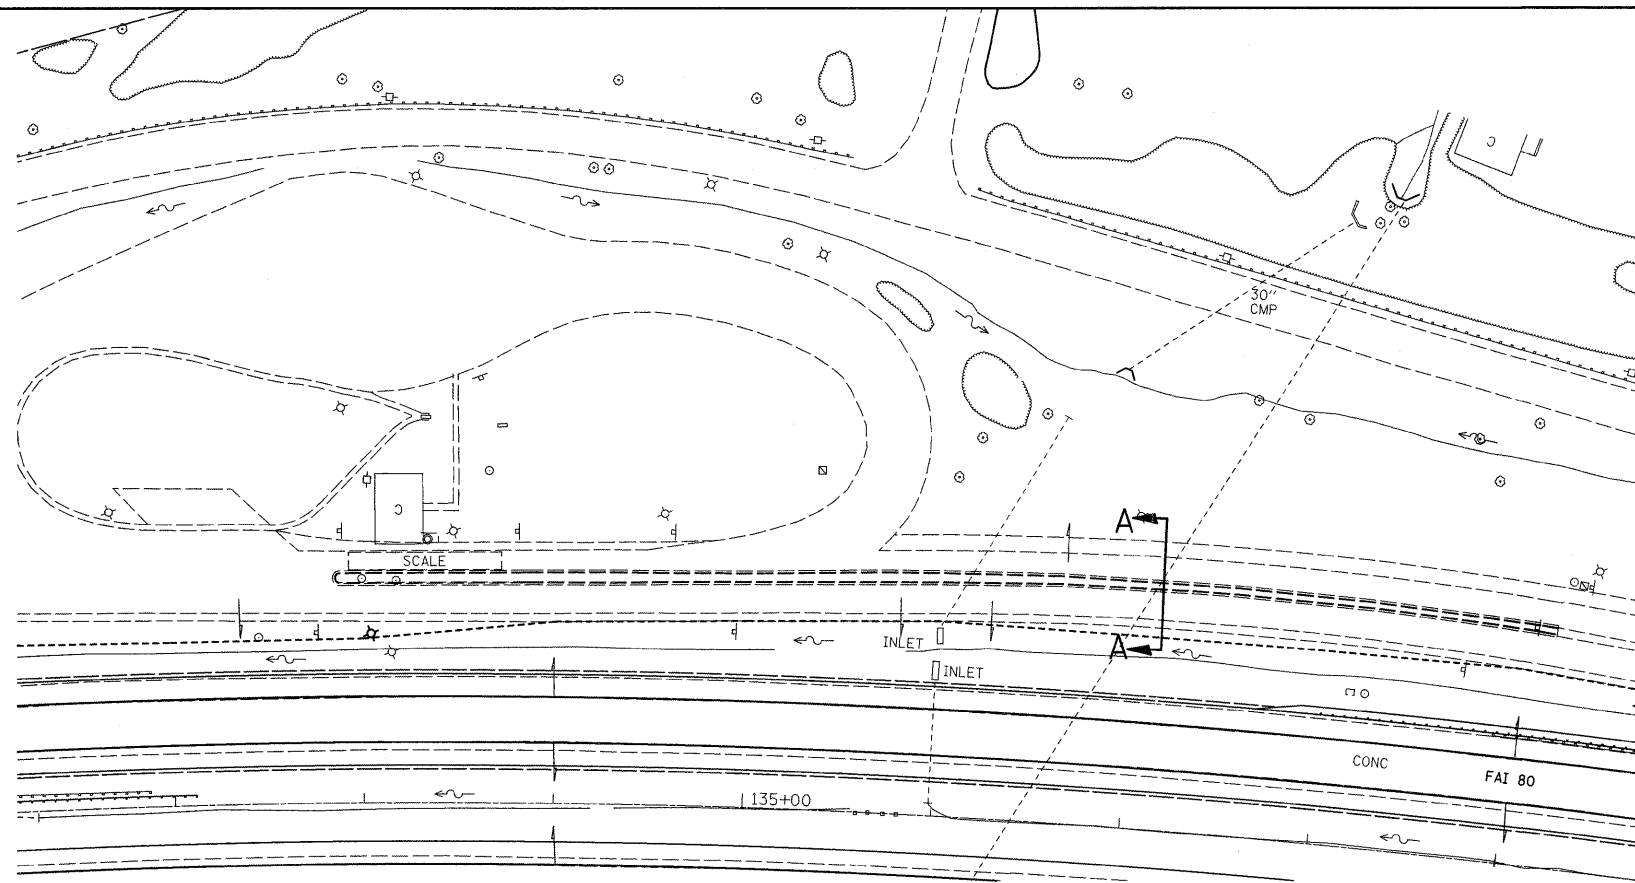 C
30"
CMP
C
A
SCALE
INLET
A
INLET
CONC
FAI 80
135+00